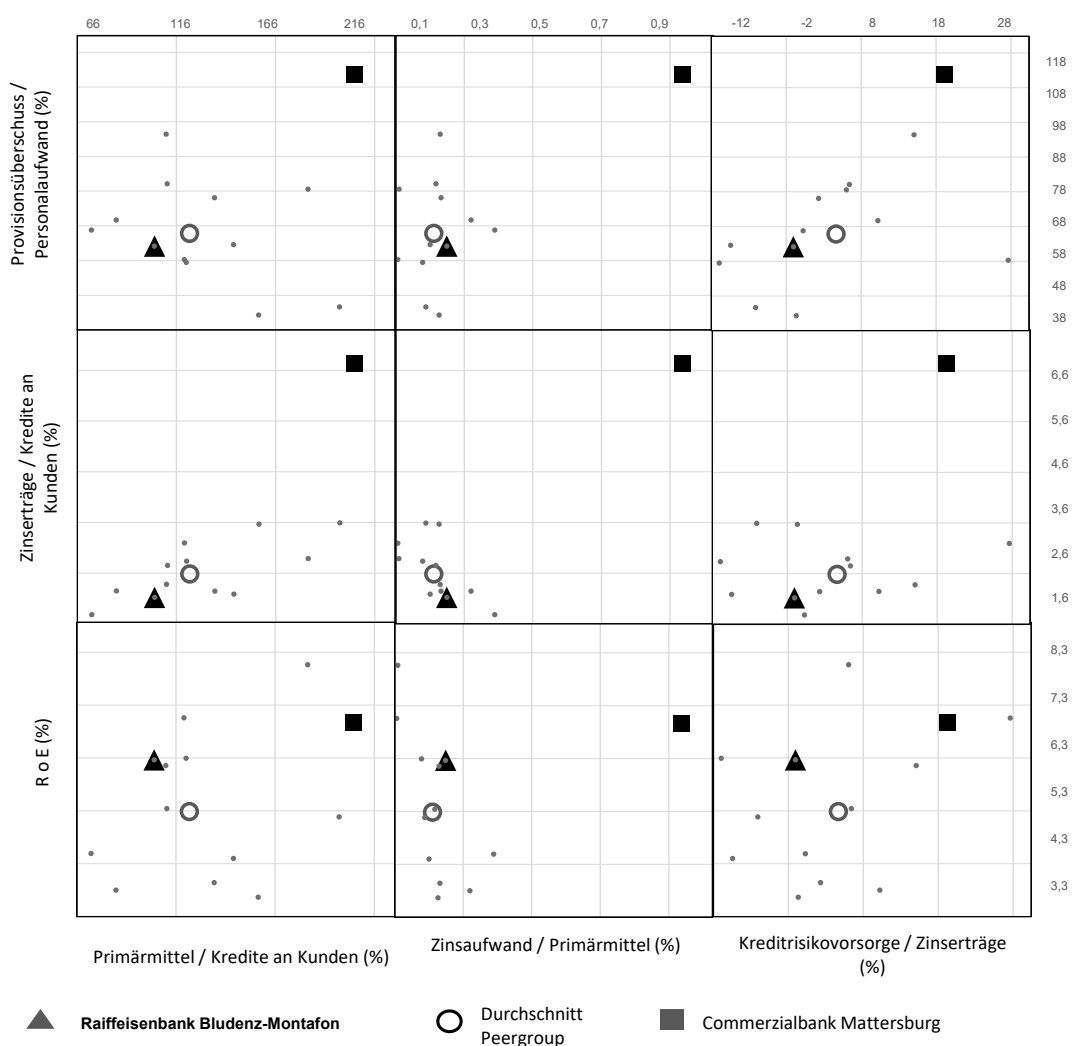 66 116 166 216 0,1 0,3 0,5 0,7 0,9 -12 -2 8 18 28
Provisionsüberschuss /
Personalaufwand (%)
118
108
98
88
78
68
58
48
38
Zinserträge / Kredite an
Kunden (%)
6,6
5,6
4,6
3,6
2,6
1,6
R o E (%)
8,3
7,3
6,3
5,3
4,3
3,3
Primärmittel / Kredite an Kunden (%)
Zinsaufwand / Primärmittel (%)
Kreditrisikovorsorge / Zinserträge
(%)
Raiffeisenbank Bludenz-Montafon
Durchschnitt
Peergroup
Commerzialbank Mattersburg